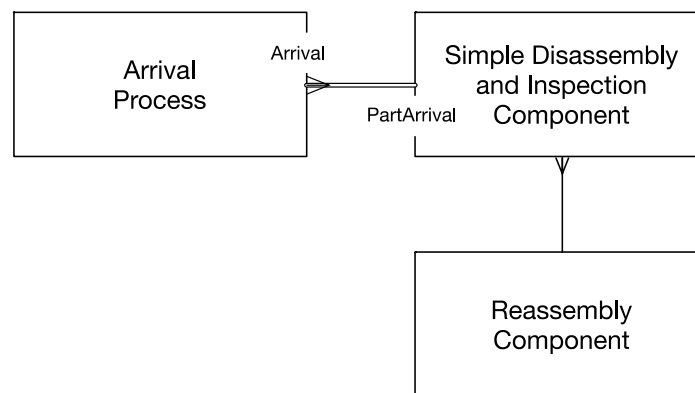 Arrival
Process
Arrival
PartArrival
Simple Disassembly
and Inspection
Component
Reassembly
Component